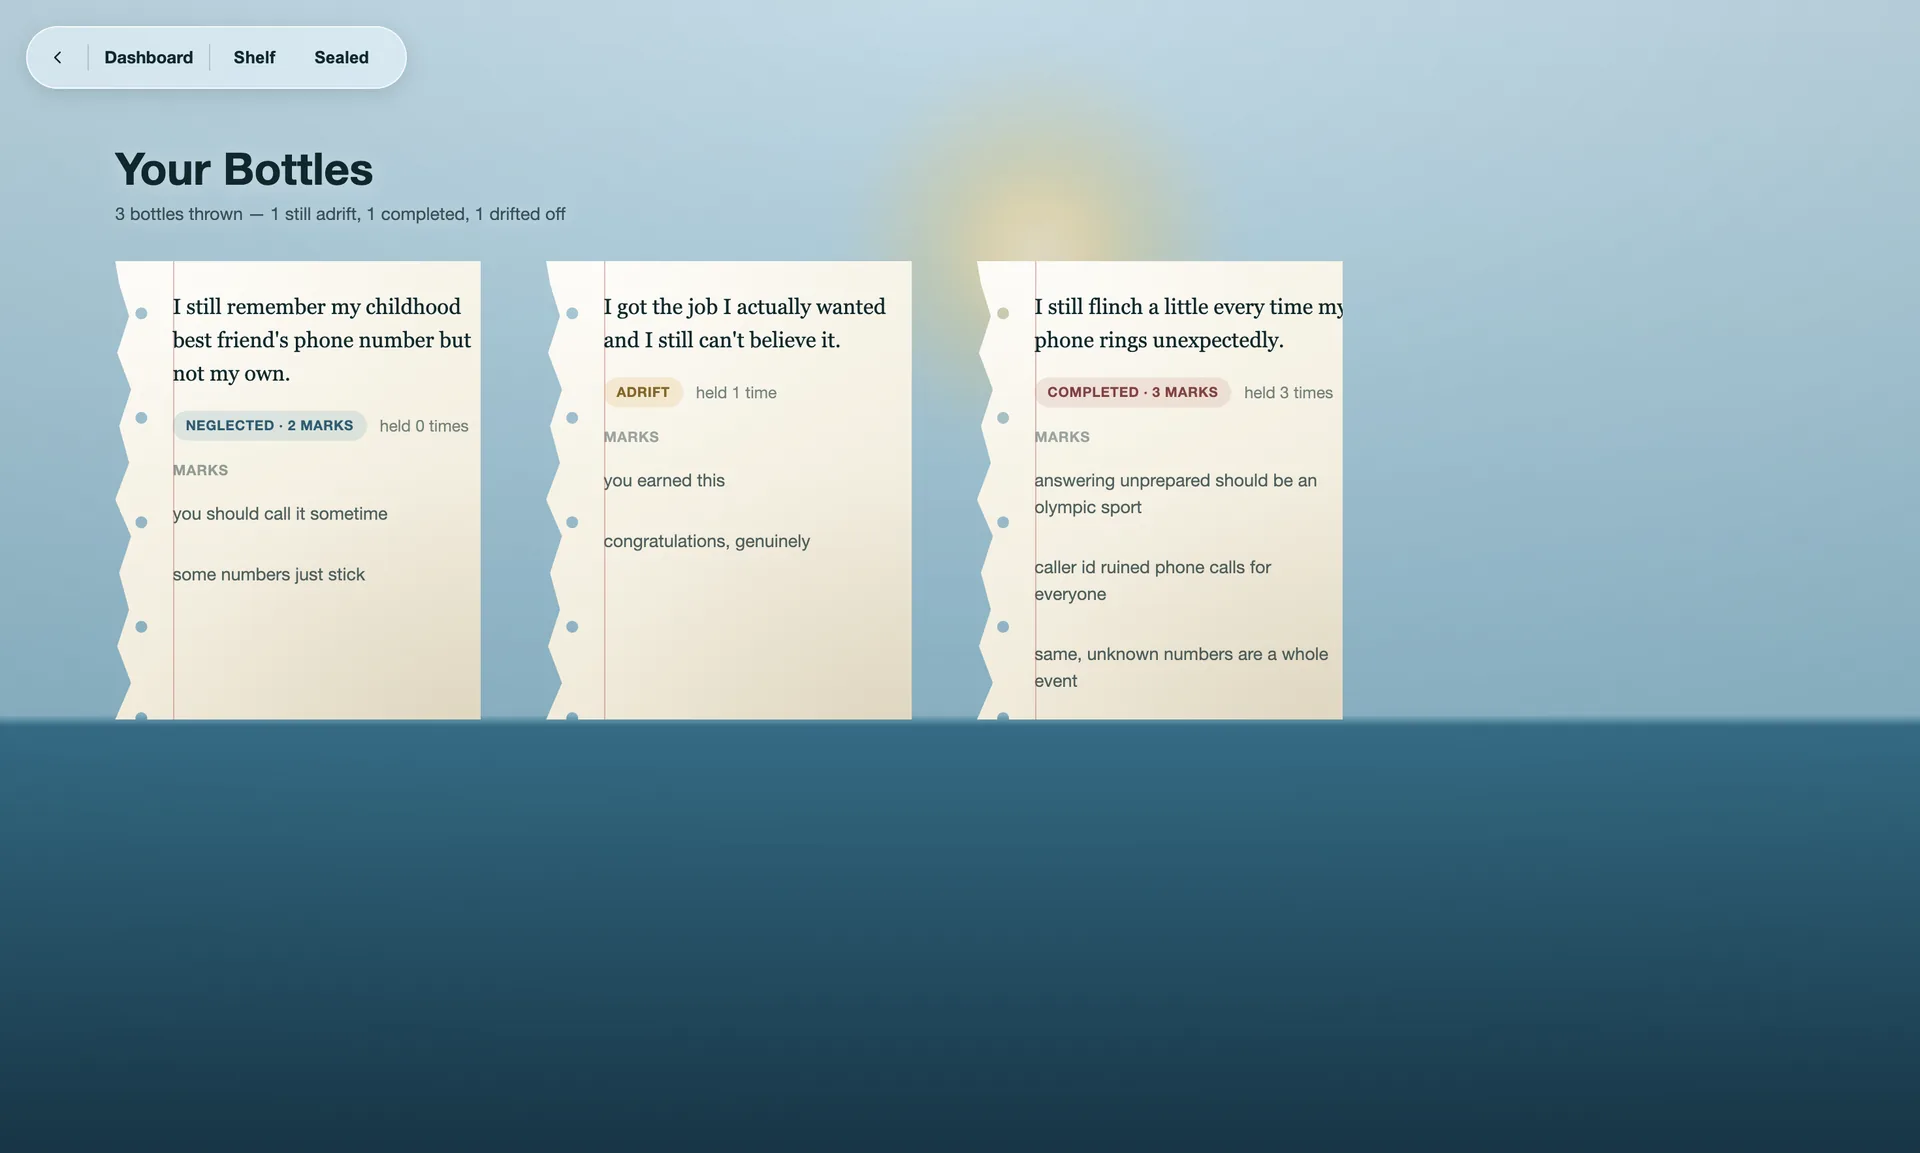 Dashboard
Shelf
Sealed
Your Bottles
3 bottles thrown — 1 still adrift, 1 completed, 1 drifted off
I still remember my childhood
best friend's phone number but
not my own.
NEGLECTED · 2 MARKS
held 0 times
MARKS
you should call it sometime
some numbers just stick
I got the job I actually wanted
and I still can't believe it.
ADRIFT
held 1 time
MARKS
you earned this
congratulations, genuinely
I still flinch a little every time my
phone rings unexpectedly.
COMPLETED · 3 MARKS
held 3 times
MARKS
answering unprepared should be an
olympic sport
caller id ruined phone calls for
everyone
same, unknown numbers are a whole
event